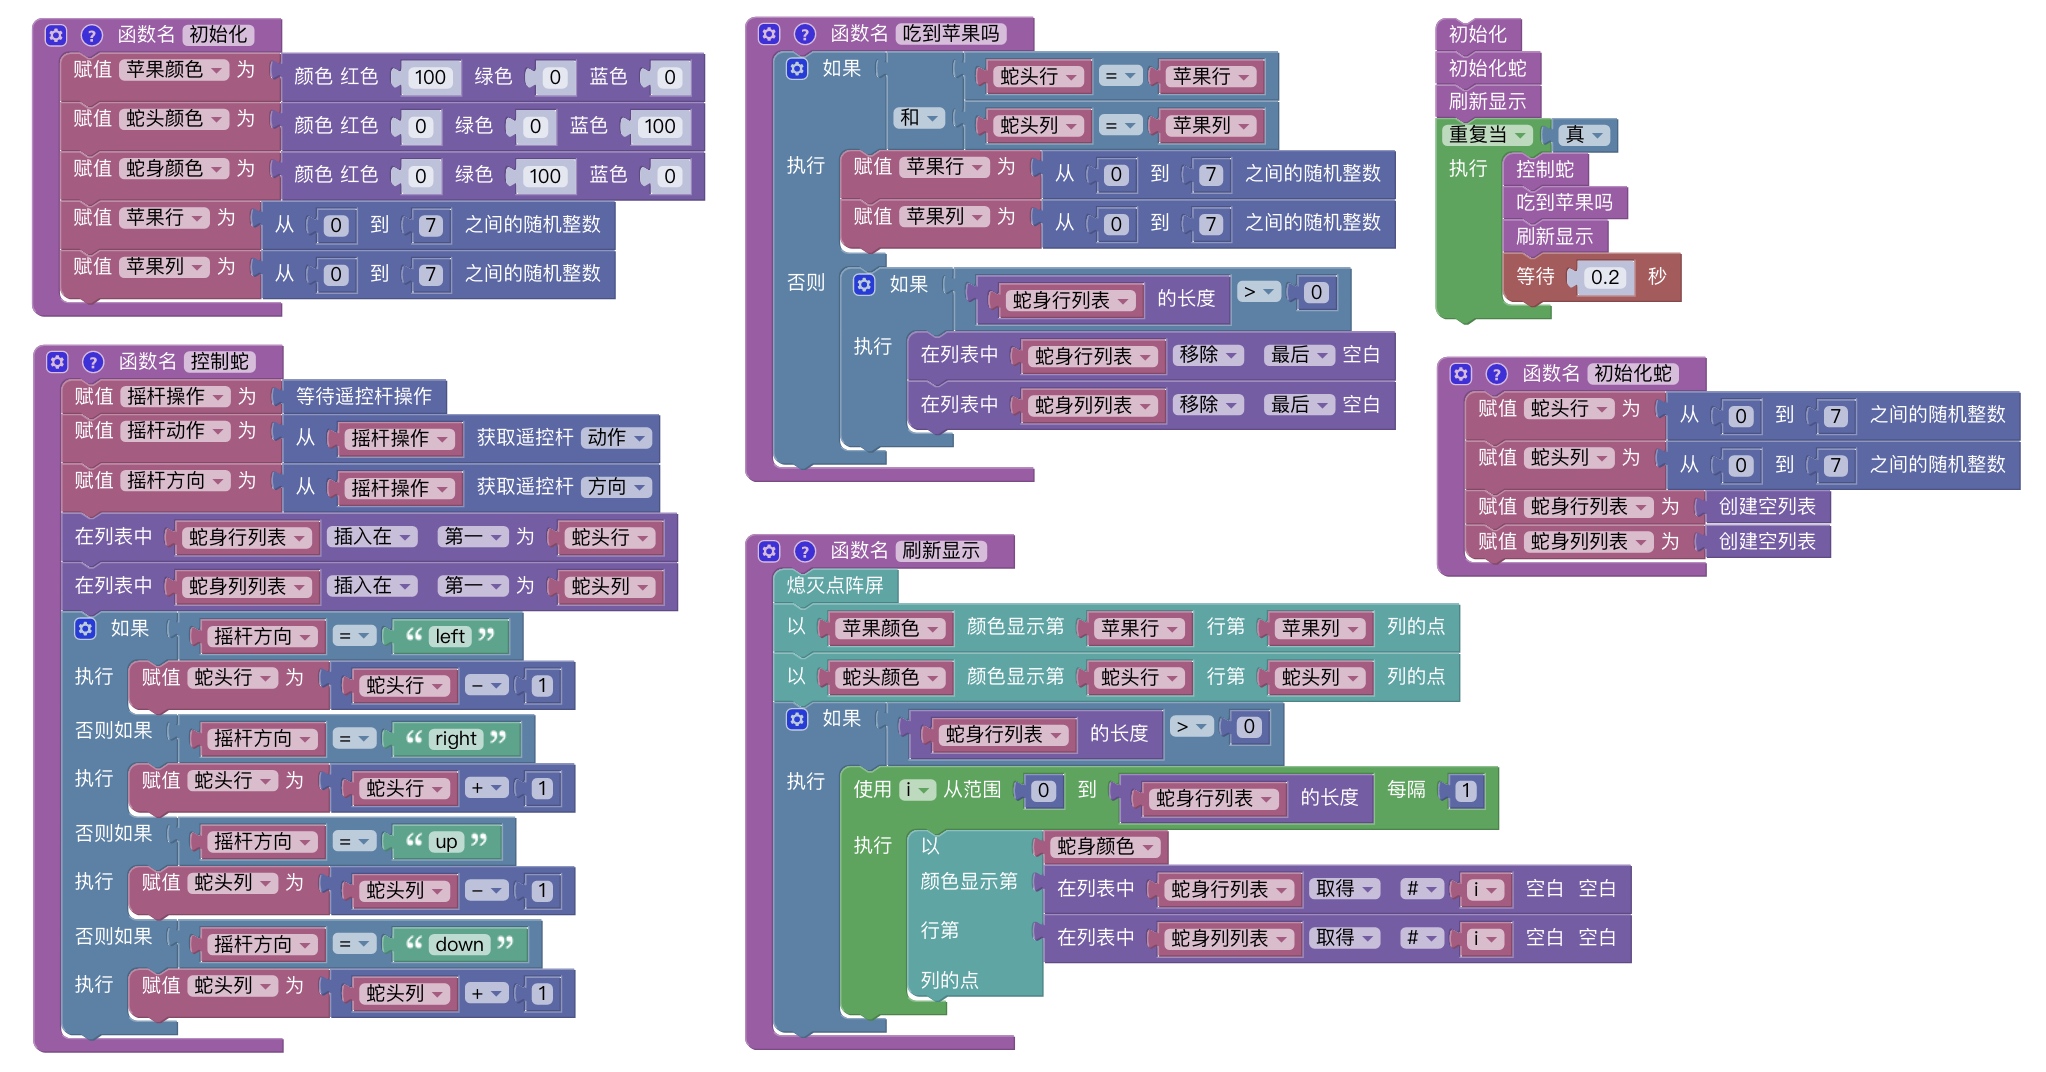 函数名 初始化
赋值 苹果颜色 为 颜色 红色 100 绿色 0 蓝色 0
赋值 蛇头颜色 为 颜色 红色 0 绿色 0 蓝色 100
赋值 蛇身颜色 为 颜色 红色 0 绿色 100 蓝色 0
赋值 苹果行 为 从 0 到 7 之间的随机整数
赋值 苹果列 为 从 0 到 7 之间的随机整数
函数名 控制蛇
赋值 摇杆操作 为 等待遥控杆操作
赋值 摇杆动作 为 从 摇杆操作 获取遥控杆 动作
赋值 摇杆方向 为 从 摇杆操作 获取遥控杆 方向
在列表中 蛇身行列表 插入在 第一 为 蛇头行
在列表中 蛇身列列表 插入在 第一 为 蛇头列
如果 摇杆方向 = “ left ”
执行 赋值 蛇头行 为 蛇头行 - 1
否则如果 摇杆方向 = “ right ”
执行 赋值 蛇头行 为 蛇头行 + 1
否则如果 摇杆方向 = “ up ”
执行 赋值 蛇头列 为 蛇头列 - 1
否则如果 摇杆方向 = “ down ”
执行 赋值 蛇头列 为 蛇头列 + 1
函数名 吃到苹果吗
如果 蛇头行 = 苹果行
和 蛇头列 = 苹果列
执行 赋值 苹果行 为 从 0 到 7 之间的随机整数
赋值 苹果列 为 从 0 到 7 之间的随机整数
否则 如果 蛇身行列表 的长度 > 0
执行 在列表中 蛇身行列表 移除 最后 空白
在列表中 蛇身列列表 移除 最后 空白
函数名 刷新显示
熄灭点阵屏
以 苹果颜色 颜色显示第 苹果行 行第 苹果列 列的点
以 蛇头颜色 颜色显示第 蛇头行 行第 蛇头列 列的点
如果 蛇身行列表 的长度 > 0
执行 使用 i 从范围 0 到 蛇身行列表 的长度 每隔 1
执行 以 蛇身颜色
颜色显示第 在列表中 蛇身行列表 取得 # i 空白 空白
行第 在列表中 蛇身列列表 取得 # i 空白 空白
列的点
初始化
初始化蛇
刷新显示
重复当 真
执行 控制蛇
吃到苹果吗
刷新显示
等待 0.2 秒
函数名 初始化蛇
赋值 蛇头行 为 从 0 到 7 之间的随机整数
赋值 蛇头列 为 从 0 到 7 之间的随机整数
赋值 蛇身行列表 为 创建空列表
赋值 蛇身列列表 为 创建空列表